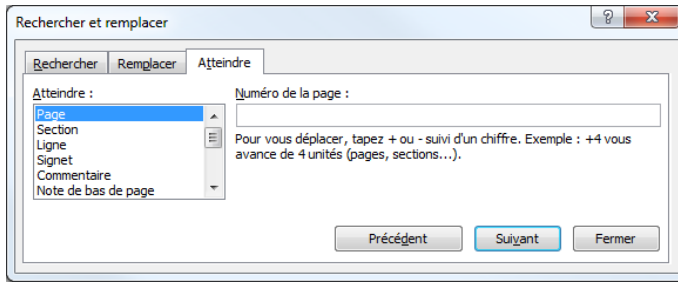 Rechercher et remplacer
Rechercher Remplacer Atteindre
Atteindre :
Numéro de la page :
Page
Section
Ligne
Signet
Commentaire
Note de bas de page
Pour vous déplacer, tapez + ou - suivi d'un chiffre. Exemple : +4 vous
avance de 4 unités (pages, sections...).
Précédent Suivant Fermer